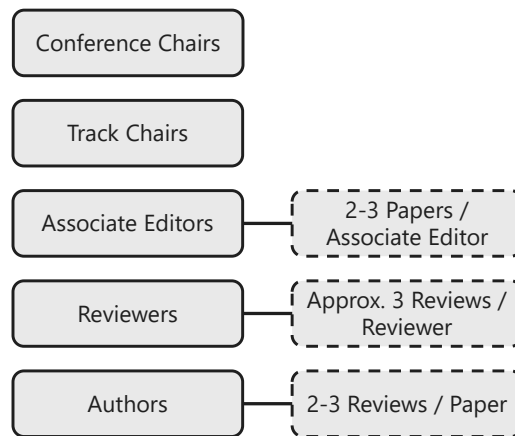 Conference Chairs
Track Chairs
Associate Editors
2-3 Papers /
Associate Editor
Reviewers
Approx. 3 Reviews /
Reviewer
Authors
2-3 Reviews / Paper